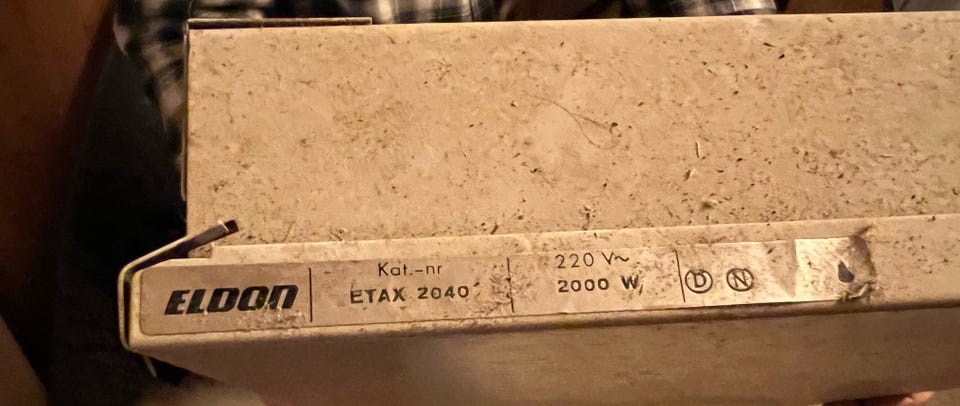 ELDON
Kat.-nr
ETAX 2040
220 V~
2000 W
D N